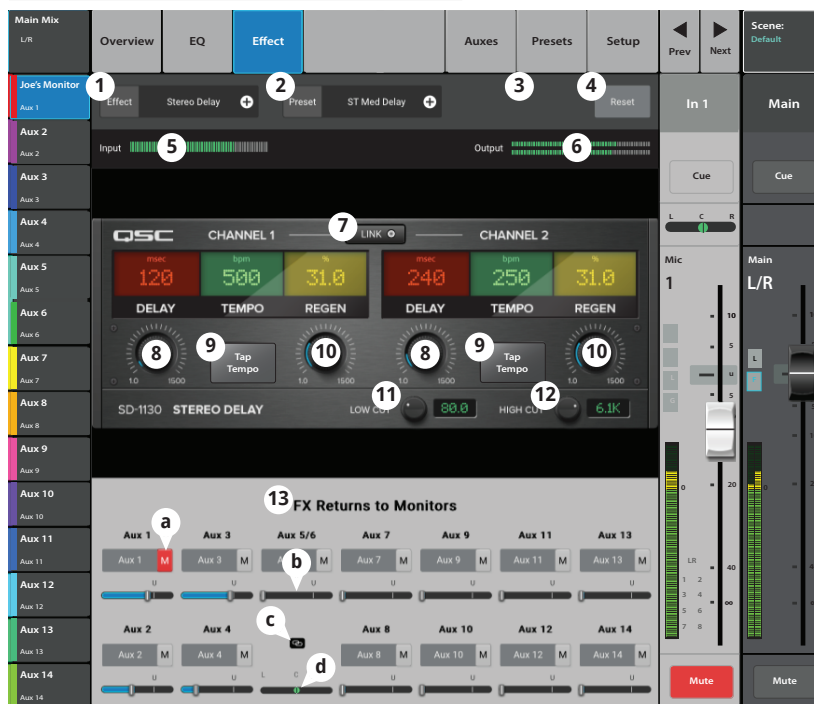 Main Mix
L/R
Overview
EQ
Effect
Auxes
Presets
Setup
Prev
Next
Scene:
Default
Joe's Monitor
Aux 1
Aux 2
Aux 2
Aux 3
Aux 3
Aux 4
Aux 4
Aux 5
Aux 5
Aux 6
Aux 6
Aux 7
Aux 7
Aux 8
Aux 8
Aux 9
Aux 9
Aux 10
Aux 10
Aux 11
Aux 11
Aux 12
Aux 12
Aux 13
Aux 13
Aux 14
Aux 14
1
Effect
Stereo Delay
2
Preset
ST Med Delay
3
4
Reset
Input
5
Output
6
7
QSC
CHANNEL 1
LINK
CHANNEL 2
msec
120
bpm
500
%
31.0
msec
240
bpm
250
%
31.0
DELAY
TEMPO
REGEN
DELAY
TEMPO
REGEN
8
9
Tap
Tempo
10
8
9
Tap
Tempo
10
1.0 1500
1.0 1500
1.0 1500
1.0 1500
SD-1130 STEREO DELAY
LOW CUT
11
80.0
HIGH CUT
12
6.1K
13
FX Returns to Monitors
a
Aux 1
Aux 3
Aux 5/6
Aux 7
Aux 9
Aux 11
Aux 13
Aux 1 M
Aux 3 M
M
Aux 7 M
Aux 9 M
Aux 11 M
Aux 13 M
b
U U U U U U U
c
Aux 2
Aux 4
Aux 8
Aux 10
Aux 12
Aux 14
Aux 2 M
Aux 4 M
Aux 8 M
Aux 10 M
Aux 12 M
Aux 14 M
d
U U L C U U U U
In 1
Main
Cue
Cue
L C R
Mic
1
Main
L/R
10
5
U
5
L
G
L
0
20
0
LR
1 2
3 4
5 6
7 8
40
∞
Mute
Mute